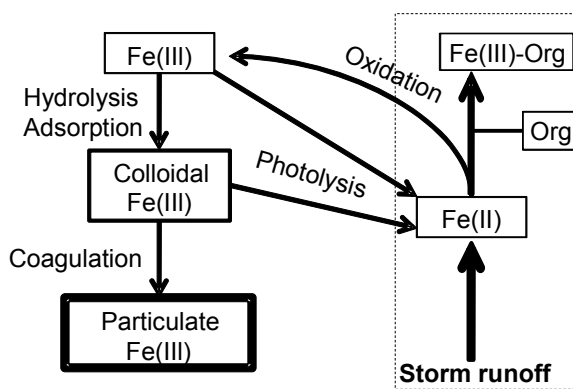 Fe(III)
Hydrolysis
Adsorption
Colloidal
Fe(III)
Coagulation
Particulate
Fe(III)
Oxidation
Photolysis
Fe(III)-Org
Org
Fe(II)
Storm runoff